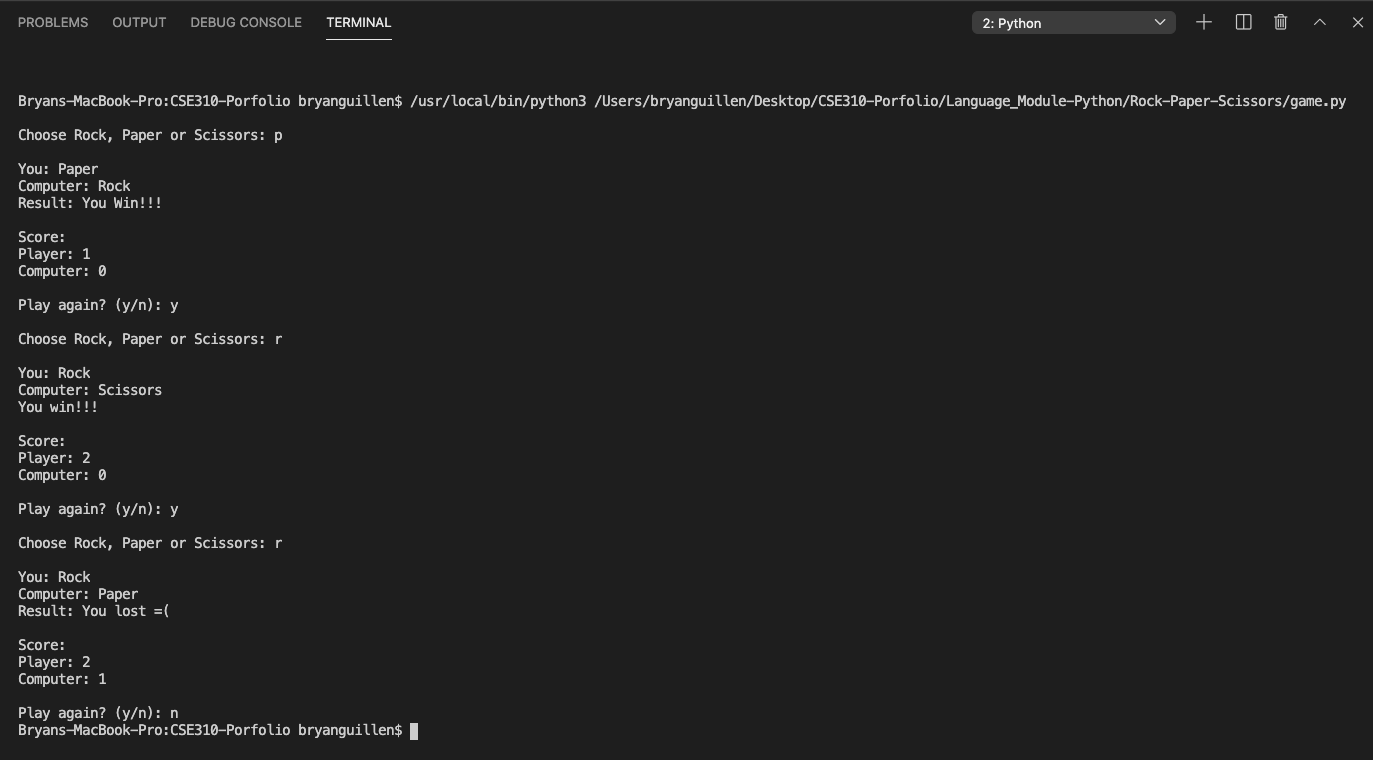 PROBLEMS OUTPUT DEBUG CONSOLE TERMINAL 2: Python
Bryans-MacBook-Pro:CSE310-Porfolio bryanguillen$ /usr/local/bin/python3 /Users/bryanguillen/Desktop/CSE310-Porfolio/Language_Module-Python/Rock-Paper-Scissors/game.py
Choose Rock, Paper or Scissors: p
You: Paper
Computer: Rock
Result: You Win!!!
Score:
Player: 1
Computer: 0
Play again? (y/n): y
Choose Rock, Paper or Scissors: r
You: Rock
Computer: Scissors
You win!!!
Score:
Player: 2
Computer: 0
Play again? (y/n): y
Choose Rock, Paper or Scissors: r
You: Rock
Computer: Paper
Result: You lost =(
Score:
Player: 2
Computer: 1
Play again? (y/n): n
Bryans-MacBook-Pro:CSE310-Porfolio bryanguillen$